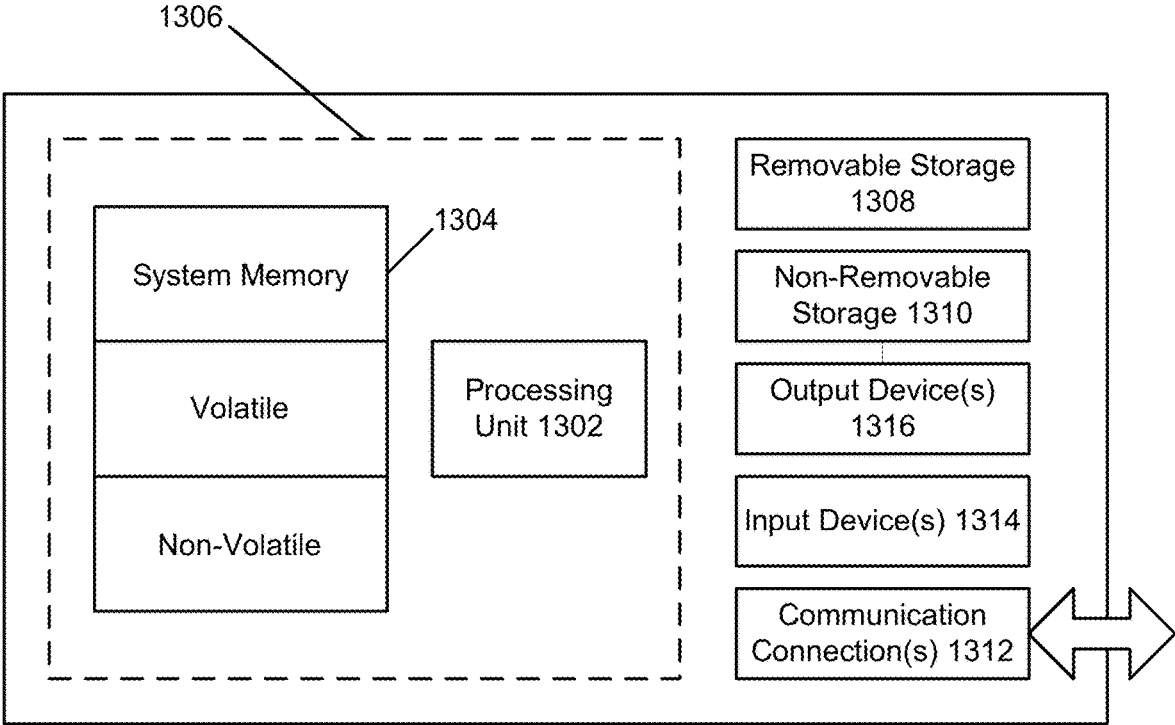 1306
1304
System Memory
Volatile
Non-Volatile
Processing
Unit 1302
Removable Storage
1308
Non-Removable
Storage 1310
Output Device(s)
1316
Input Device(s) 1314
Communication
Connection(s) 1312